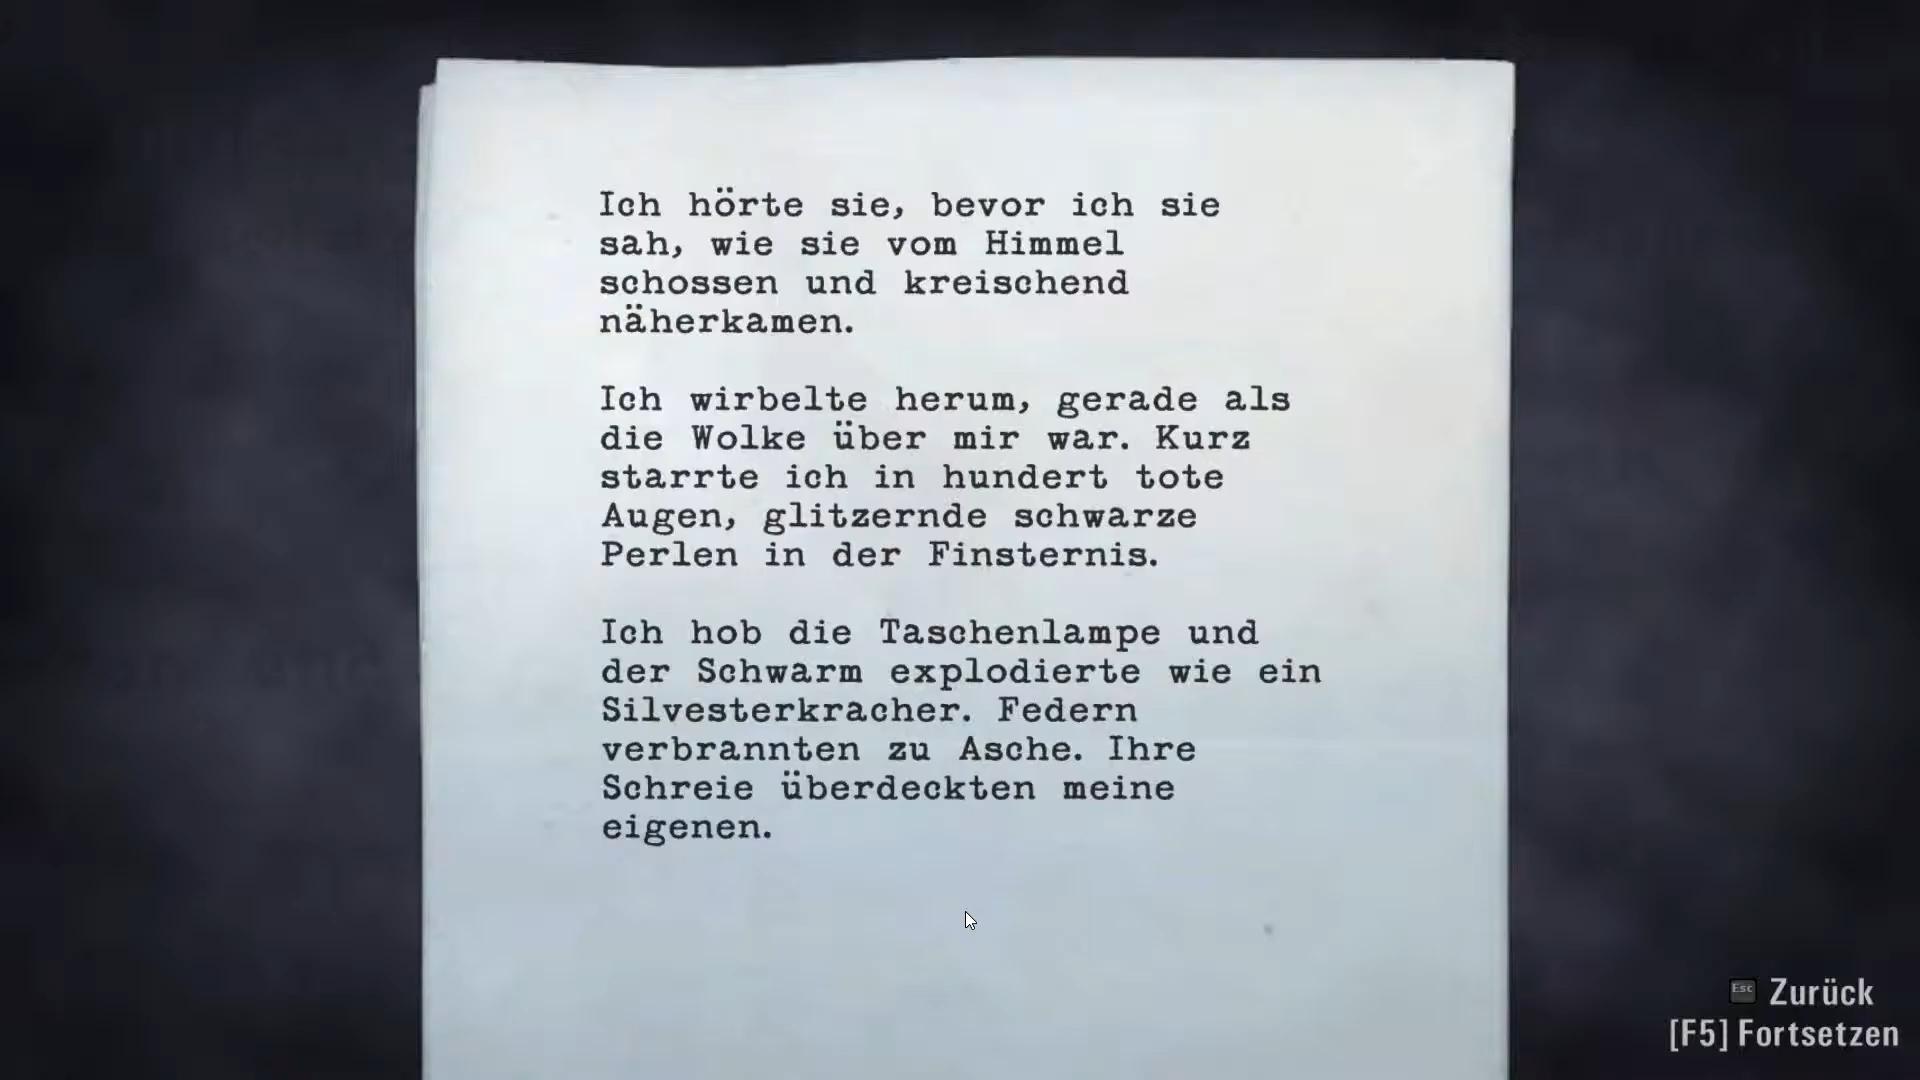 Ich hörte sie, bevor ich sie
sah, wie sie vom Himmel
schossen und kreischend
näherkamen.
Ich wirbelte herum, gerade als
die Wolke über mir war. Kurz
starrte ich in hundert tote
Augen, glitzernde schwarze
Perlen in der Finsternis.
Ich hob die Taschenlampe und
der Schwarm explodierte wie ein
Silvesterkracher. Federn
verbrannten zu Asche. Ihre
Schreie überdeckten meine
eigenen.
Esc Zurück
[F5] Fortsetzen